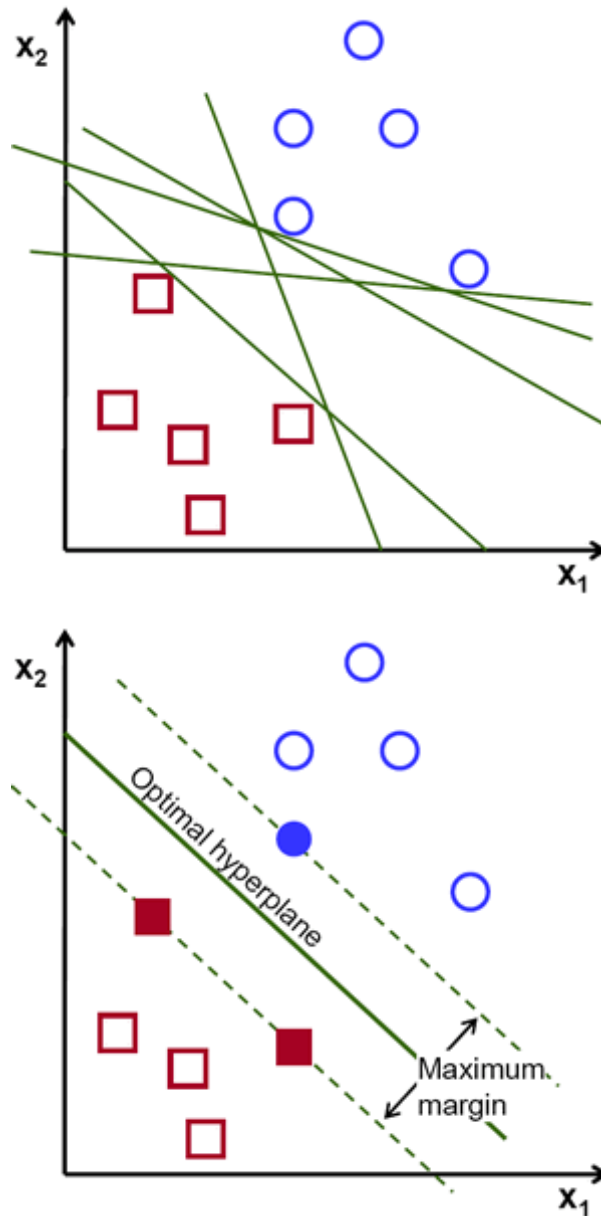 x₂
x₁
x₂
Optimal hyperplane
Maximum
margin
x₁